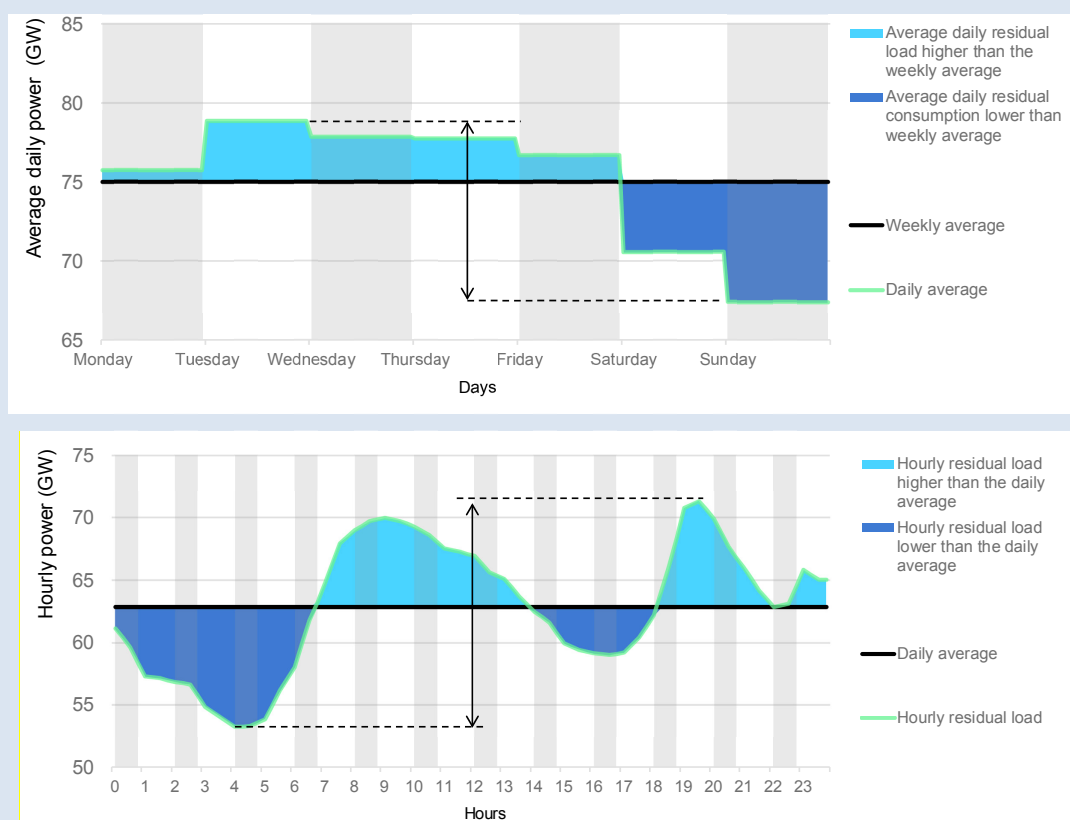 Average daily power (GW)
85
80
75
70
65
Monday Tuesday Wednesday Thursday Friday Saturday Sunday
Days
Average daily residual
load higher than the
weekly average
Average daily residual
consumption lower than
weekly average
Weekly average
Daily average
Hourly power (GW)
75
70
65
60
55
50
0 1 2 3 4 5 6 7 8 9 10 11 12 13 14 15 16 17 18 19 20 21 22 23
Hours
Hourly residual load
higher than the daily
average
Hourly residual load
lower than the daily
average
Daily average
Hourly residual load